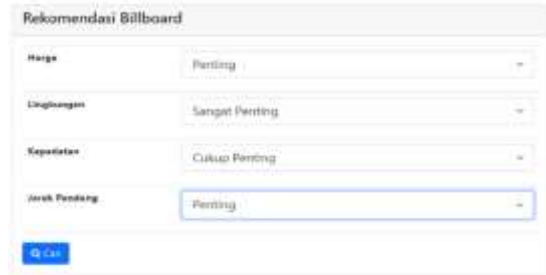 Rekomendasi Billboard
Harga
Penting
Lingkungan
Sangat Penting
Kepadatan
Cukup Penting
Jarak Pandang
Penting
Cari